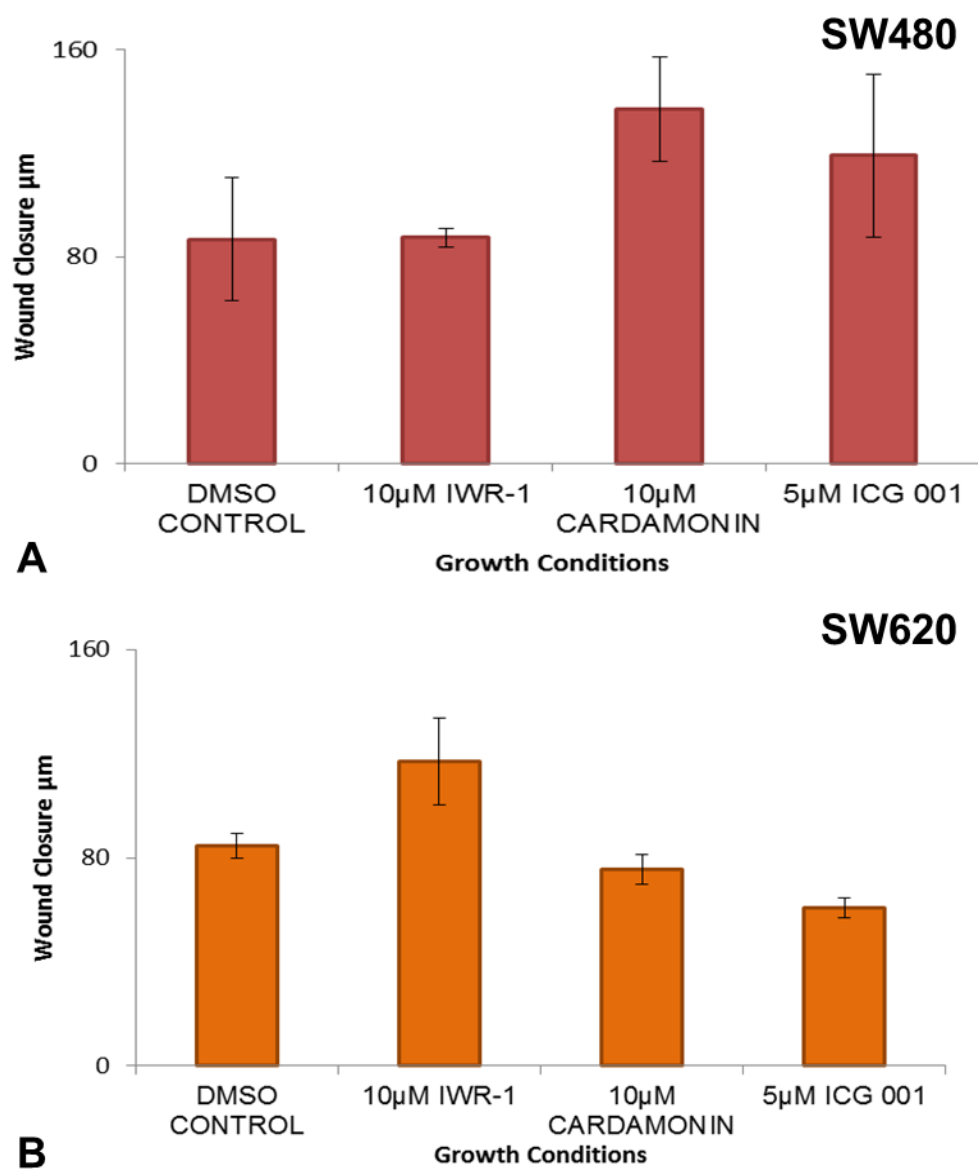 SW480
160
80
0
Wound Closure µm
DMSO CONTROL
10µM IWR-1
10µM CARDAMONIN
5µM ICG 001
Growth Conditions
A
SW620
160
80
0
Wound Closure µm
DMSO CONTROL
10µM IWR-1
10µM CARDAMONIN
5µM ICG 001
Growth Conditions
B